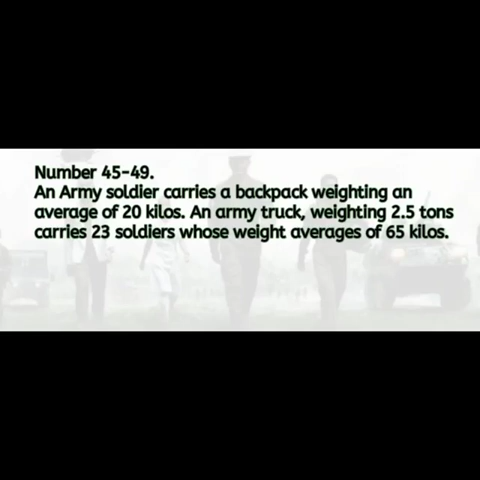 Number 45-49.
An Army soldier carries a backpack weighting an
average of 20 kilos. An army truck, weighting 2.5 tons
carries 23 soldiers whose weight averages of 65 kilos.